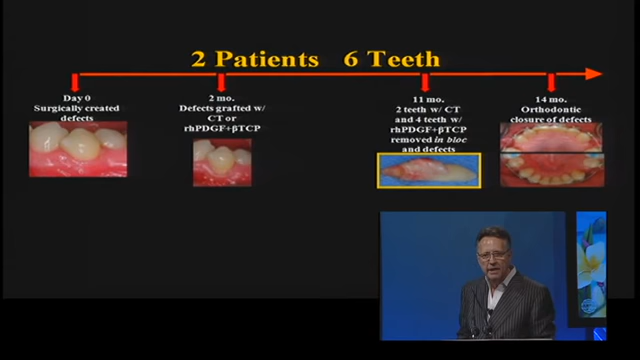 2 Patients 6 Teeth
Day 0
Surgically created
defects
2 mo.
Defects grafted w/
CT or
rhPDGF+βTCP
11 mo.
2 teeth w/ CT
and 4 teeth w/
rhPDGF+βTCP
removed in bloc
and defects
14 mo.
Orthodontic
closure of defects